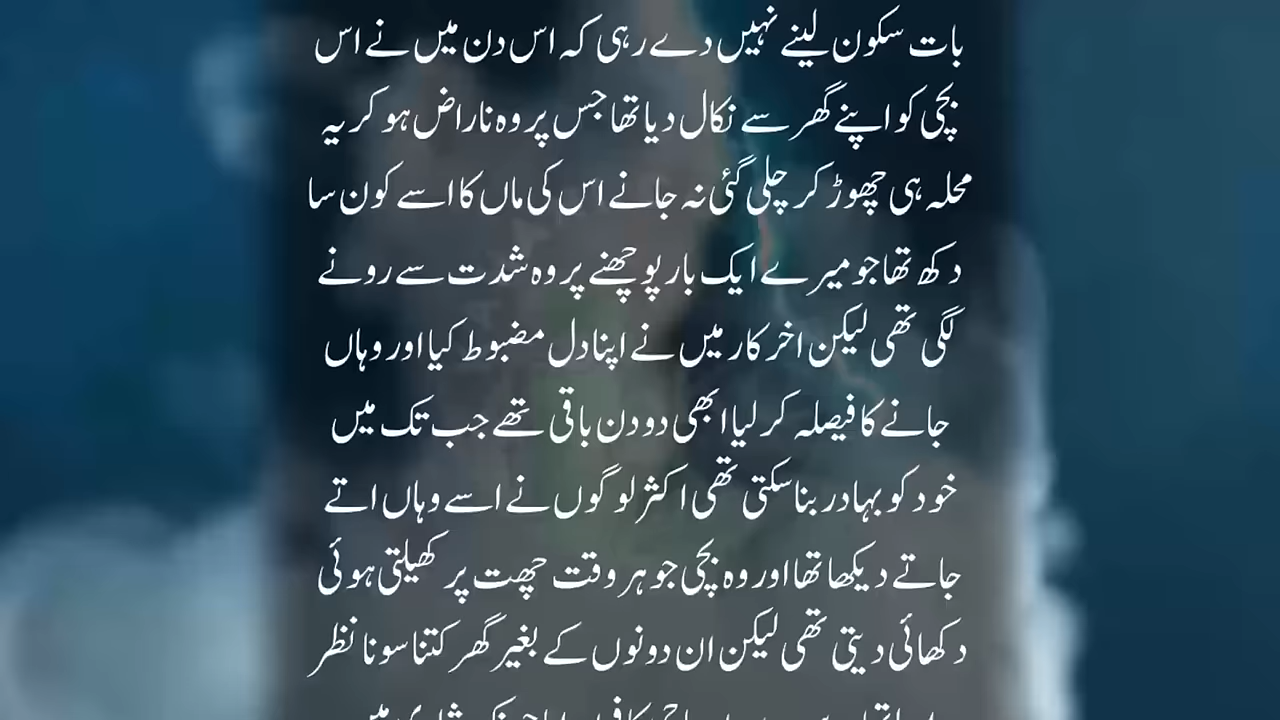 بات سکون لینے نہیں دے رہی کہ اس دن میں نے اس
بچی کو اپنے گھر سے نکال دیا تھا جس پر وہ ناراض ہو کر یہ
محلہ ہی چھوڑ کر چلی گئی نہ جانے اس کی ماں کا اسے کون سا
دکھ تھا جو میرے ایک بار پوچھنے پر وہ شدت سے رونے
لگی تھی لیکن اخر کار میں نے اپنا دل مضبوط کیا اور وہاں
جانے کا فیصلہ کر لیا ابھی دو دن باقی تھے جب تک میں
خود کو بہادر بنا سکتی تھی اکثر لوگوں نے اسے وہاں اتے
جاتے دیکھا تھا اور وہ بچی جو ہر وقت چھت پر کھیلتی ہوئی
دکھائی دیتی تھی لیکن ان دونوں کے بغیر گھر کتنا سونا نظر